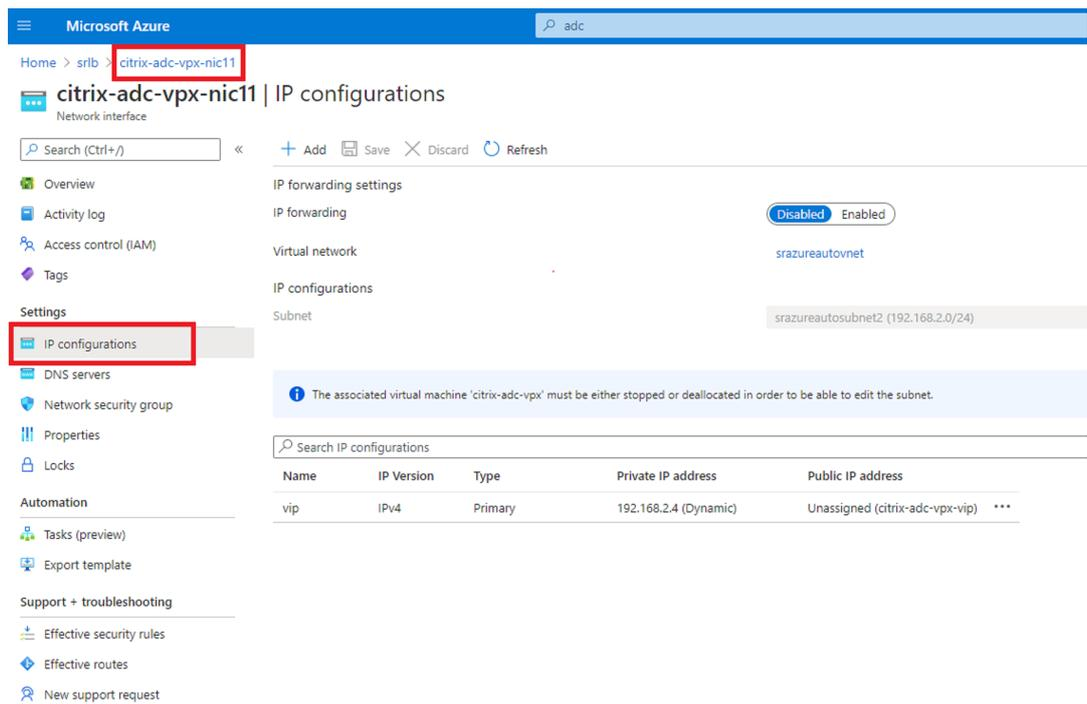 Microsoft Azure
adc
Home > srlb > citrix-adc-vpx-nic11
citrix-adc-vpx-nic11 | IP configurations
Network interface
Search (Ctrl+/)
«
Add Save Discard Refresh
Overview
Activity log
Access control (IAM)
Tags
Settings
IP configurations
DNS servers
Network security group
Properties
Locks
Automation
Tasks (preview)
Export template
Support + troubleshooting
Effective security rules
Effective routes
New support request
IP forwarding settings
IP forwarding Disabled Enabled
Virtual network srazureautovnet
IP configurations
Subnet srazureautosubnet2 (192.168.2.0/24)
The associated virtual machine 'citrix-adc-vpx' must be either stopped or deallocated in order to be able to edit the subnet.
Search IP configurations
Name IP Version Type Private IP address Public IP address
vip IPv4 Primary 192.168.2.4 (Dynamic) Unassigned (citrix-adc-vpx-vip) ...